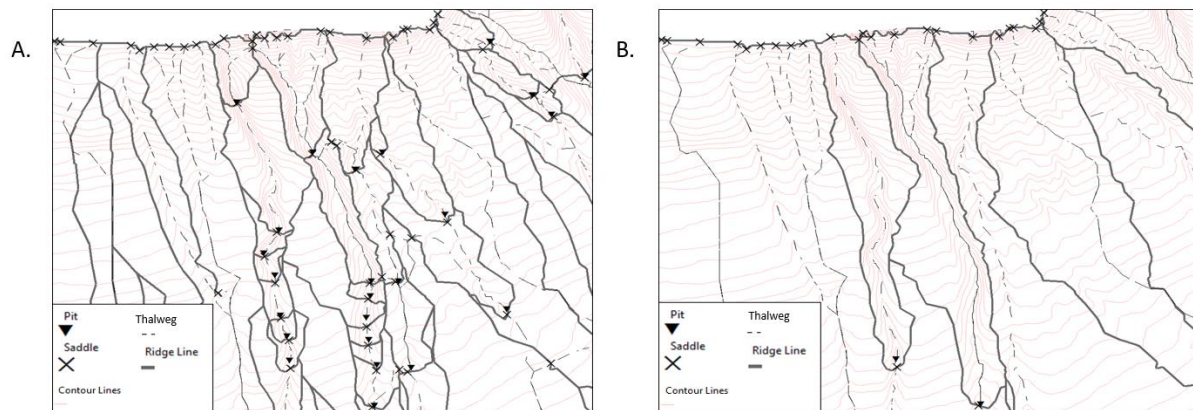 A.
B.
Pit
Thalweg
Saddle
Ridge Line
Contour Lines
Pit
Thalweg
Saddle
Ridge Line
Contour Lines